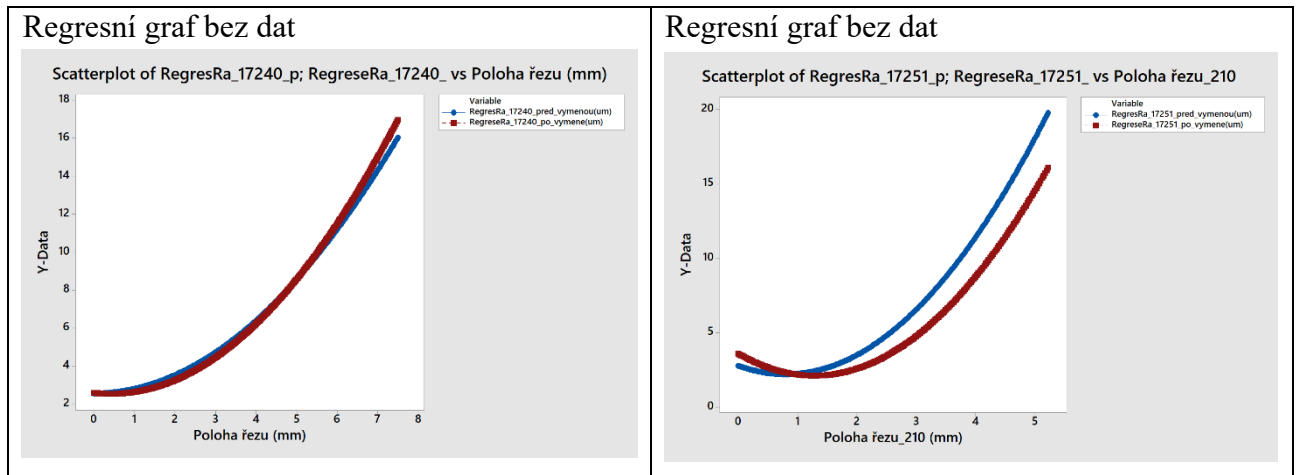 Regresní graf bez dat
Scatterplot of RegresRa_17240_p; RegreseRa_17240_ vs Poloha řezu (mm)
Variable
RegresRa_17240_pred_vymenou(um)
RegreseRa_17240_po_vymene(um)
18
16
14
12
10
8
6
4
2
Y-Data
0 1 2 3 4 5 6 7 8
Poloha řezu (mm)
Regresní graf bez dat
Scatterplot of RegresRa_17251_p; RegreseRa_17251_ vs Poloha řezu_210
Variable
RegresRa_17251_pred_vymenou(um)
RegreseRa_17251_po_vymene(um)
20
15
10
5
0
Y-Data
0 1 2 3 4 5
Poloha řezu_210 (mm)